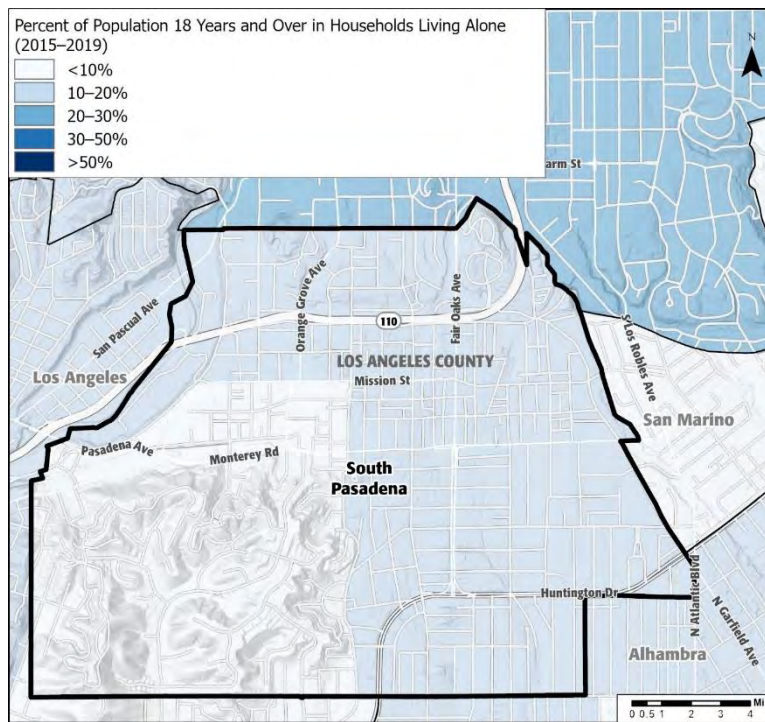 Percent of Population 18 Years and Over in Households Living Alone
(2015–2019)
<10%
10–20%
20–30%
30–50%
>50%
N
arm St
Orange Grove Ave
Fair Oaks Ave
San Pascual Ave
110
S Los Robles Ave
LOS ANGELES COUNTY
Los Angeles
Mission St
San Marino
Pasadena Ave
Monterey Rd
South
Pasadena
Huntington Dr
N Atlantic Blvd
N Garfield Ave
Alhambra
Mi
0 0.5 1 2 3 4